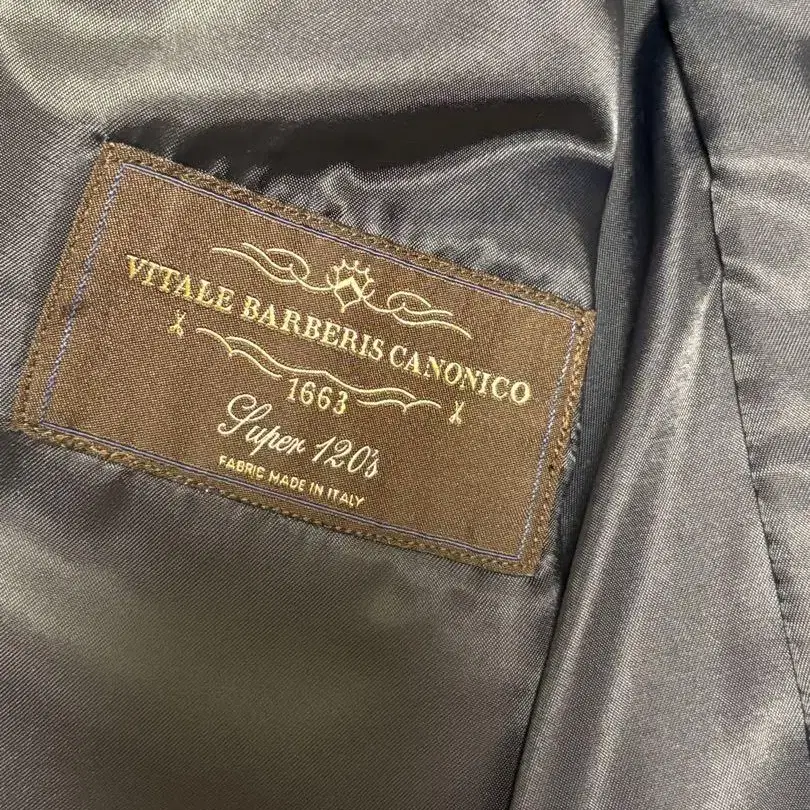 VITALE BARBERIS CANONICO
1663
Super 120's
FABRIC MADE IN ITALY